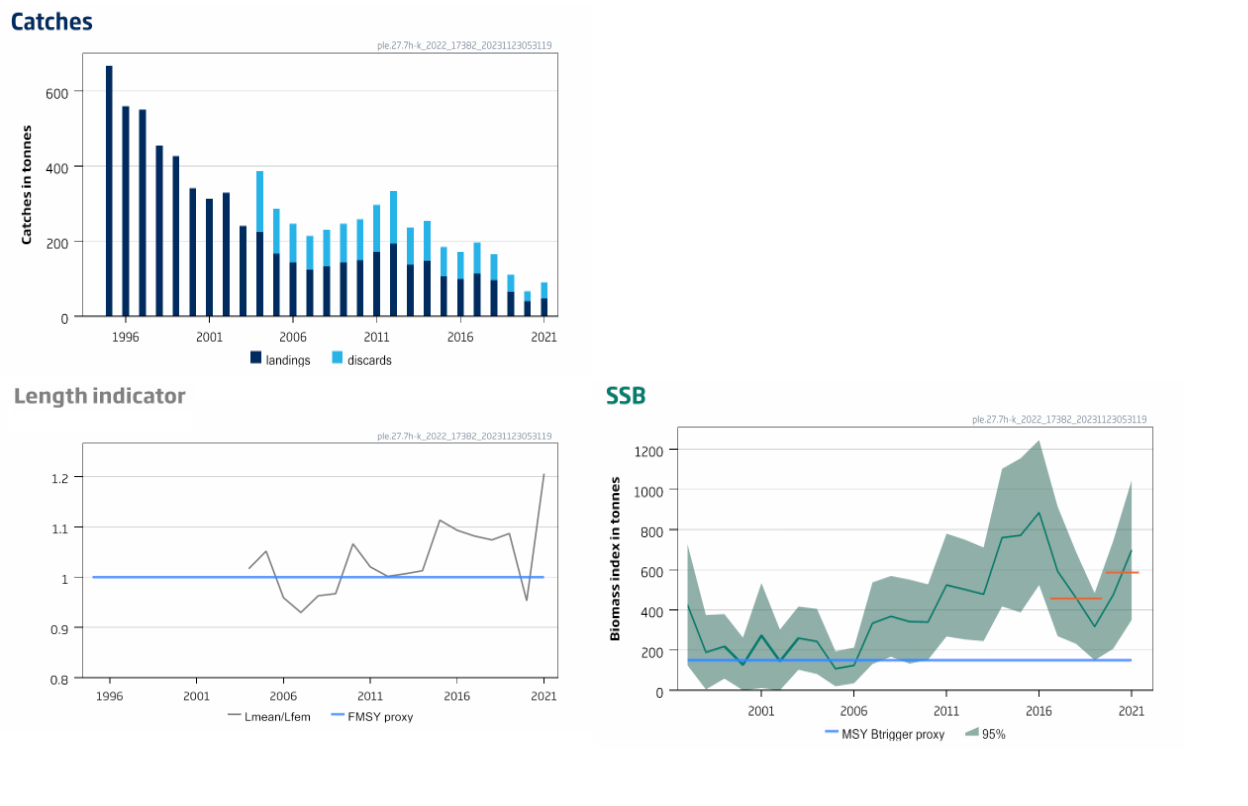 Catches
ple.27.7h-k_2022_17382_20231123053119
Catches in tonnes
600
400
200
0
1996 2001 2006 2011 2016 2021
landings discards
Length indicator
ple.27.7h-k_2022_17382_20231123053119
1.2
1.1
1
0.9
0.8
1996 2001 2006 2011 2016 2021
Lmean/Lfem FMSY proxy
SSB
ple.27.7h-k_2022_17382_20231123053119
Biomass index in tonnes
1200
1000
800
600
400
200
0
2001 2006 2011 2016 2021
MSY Btrigger proxy 95%